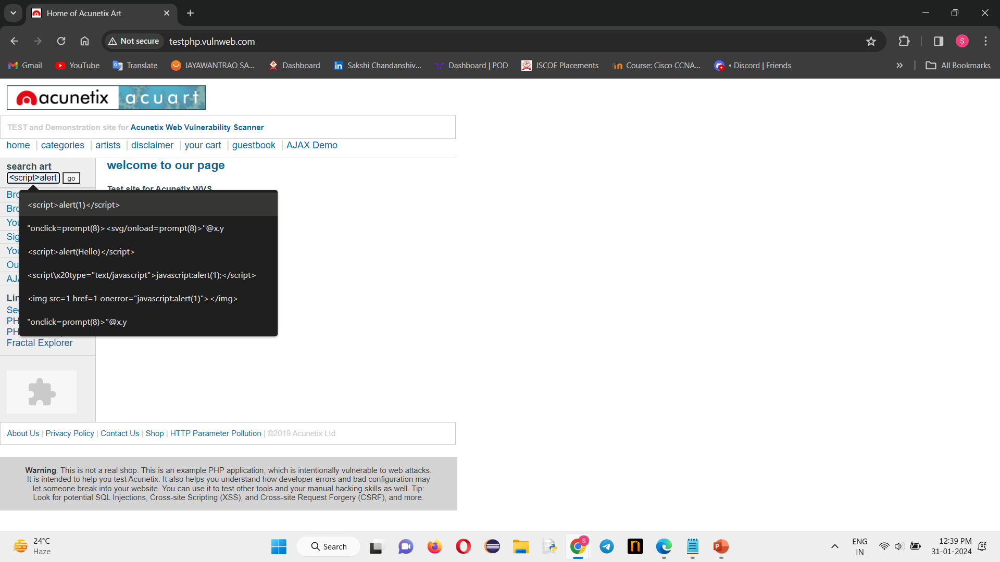 Home of Acunetix Art
Not secure testphp.vulnweb.com
S
Gmail YouTube Translate JAYAWANTRAO SA... Dashboard Sakshi Chandanshiv... Dashboard | POD JSCOE Placements Course: Cisco CCNA... • Discord | Friends » All Bookmarks
acunetix acuart
TEST and Demonstration site for Acunetix Web Vulnerability Scanner
home | categories | artists | disclaimer | your cart | guestbook | AJAX Demo
search art
<script>alert go
welcome to our page
Test site for Acunetix WVS
Bro
Bro
You
Sig
You
Ou
AJA
Lin
Sec
PH
PH
Fractal Explorer
<script>alert(1)</script>
"onclick=prompt(8)><svg/onload=prompt(8)>"@x.y
<script>alert(Hello)</script>
<script\x20type="text/javascript">javascript:alert(1);</script>
<img src=1 href=1 onerror="javascript:alert(1)"></img>
"onclick=prompt(8)>"@x.y
About Us | Privacy Policy | Contact Us | Shop | HTTP Parameter Pollution | ©2019 Acunetix Ltd
Warning: This is not a real shop. This is an example PHP application, which is intentionally vulnerable to web attacks.
It is intended to help you test Acunetix. It also helps you understand how developer errors and bad configuration may
let someone break into your website. You can use it to test other tools and your manual hacking skills as well. Tip:
Look for potential SQL Injections, Cross-site Scripting (XSS), and Cross-site Request Forgery (CSRF), and more.
24°C
Haze
Search
S
ENG
IN
12:39 PM
31-01-2024